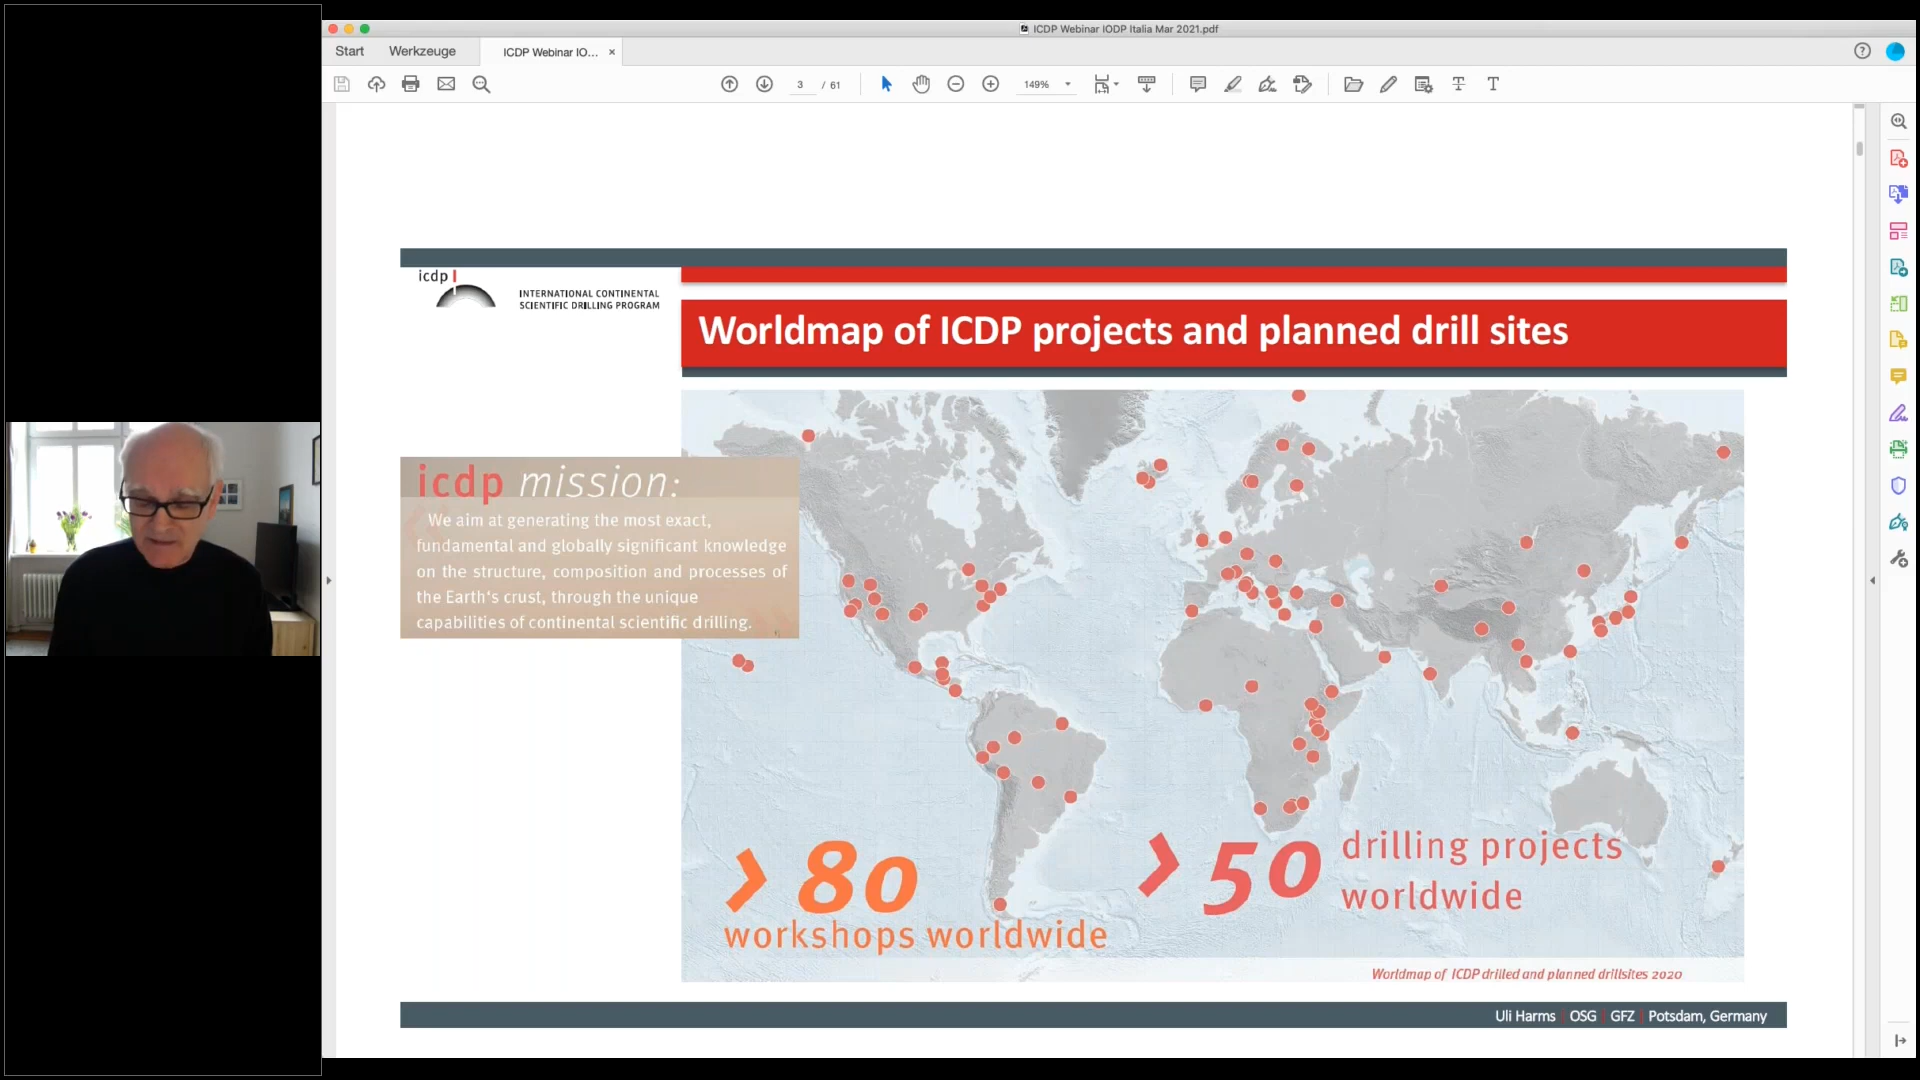 ICDP Webinar IODP Italia Mar 2021.pdf
Start
Werkzeuge
ICDP Webinar IO...
3 / 61
149%
icdp
INTERNATIONAL CONTINENTAL
SCIENTIFIC DRILLING PROGRAM
Worldmap of ICDP projects and planned drill sites
icdp mission:
We aim at generating the most exact,
fundamental and globally significant knowledge
on the structure, composition and processes of
the Earth's crust, through the unique
capabilities of continental scientific drilling.
> 80
workshops worldwide
> 50
drilling projects
worldwide
Worldmap of ICDP drilled and planned drillsites 2020
Uli Harms | OSG | GFZ | Potsdam, Germany